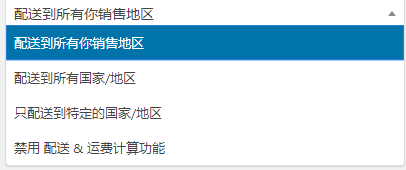 配送到所有你销售地区
配送到所有你销售地区
配送到所有国家/地区
只配送到特定的国家/地区
禁用 配送 & 运费计算功能